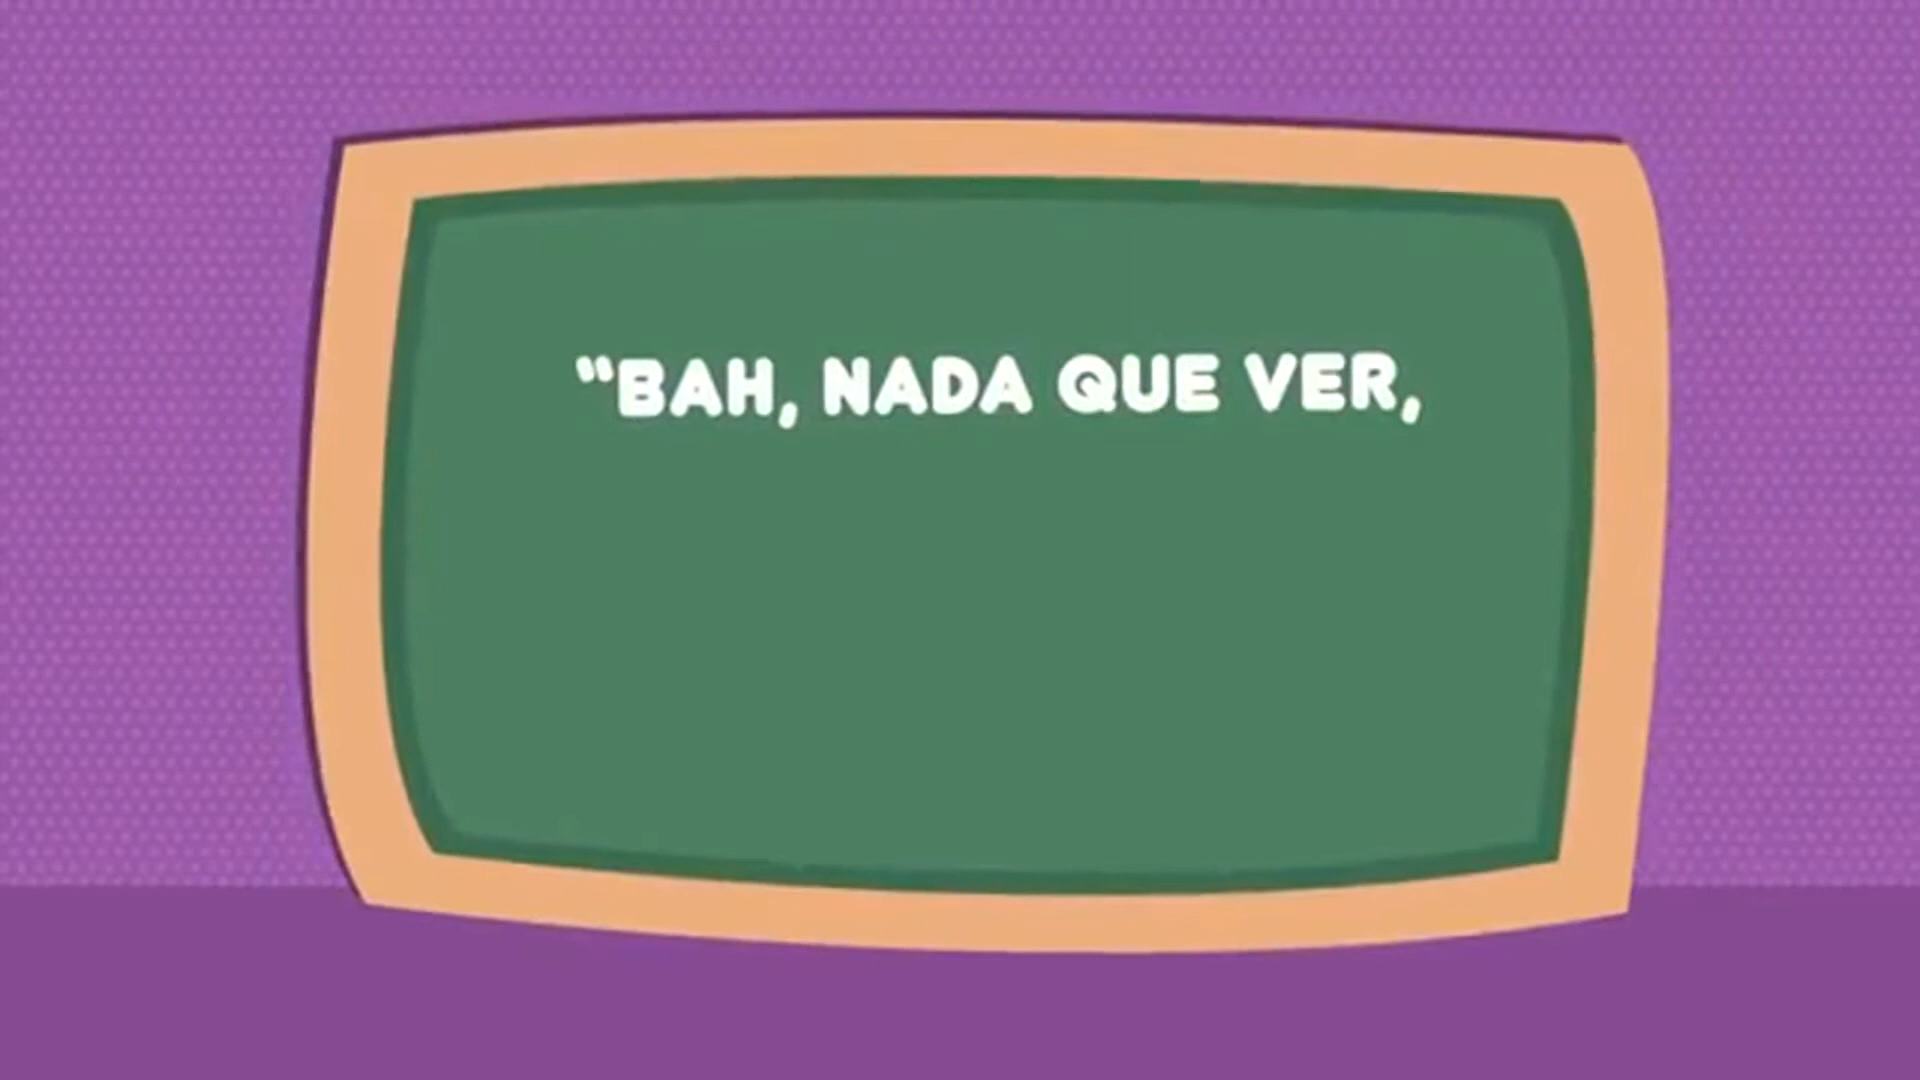 “BAH, NADA QUE VER,